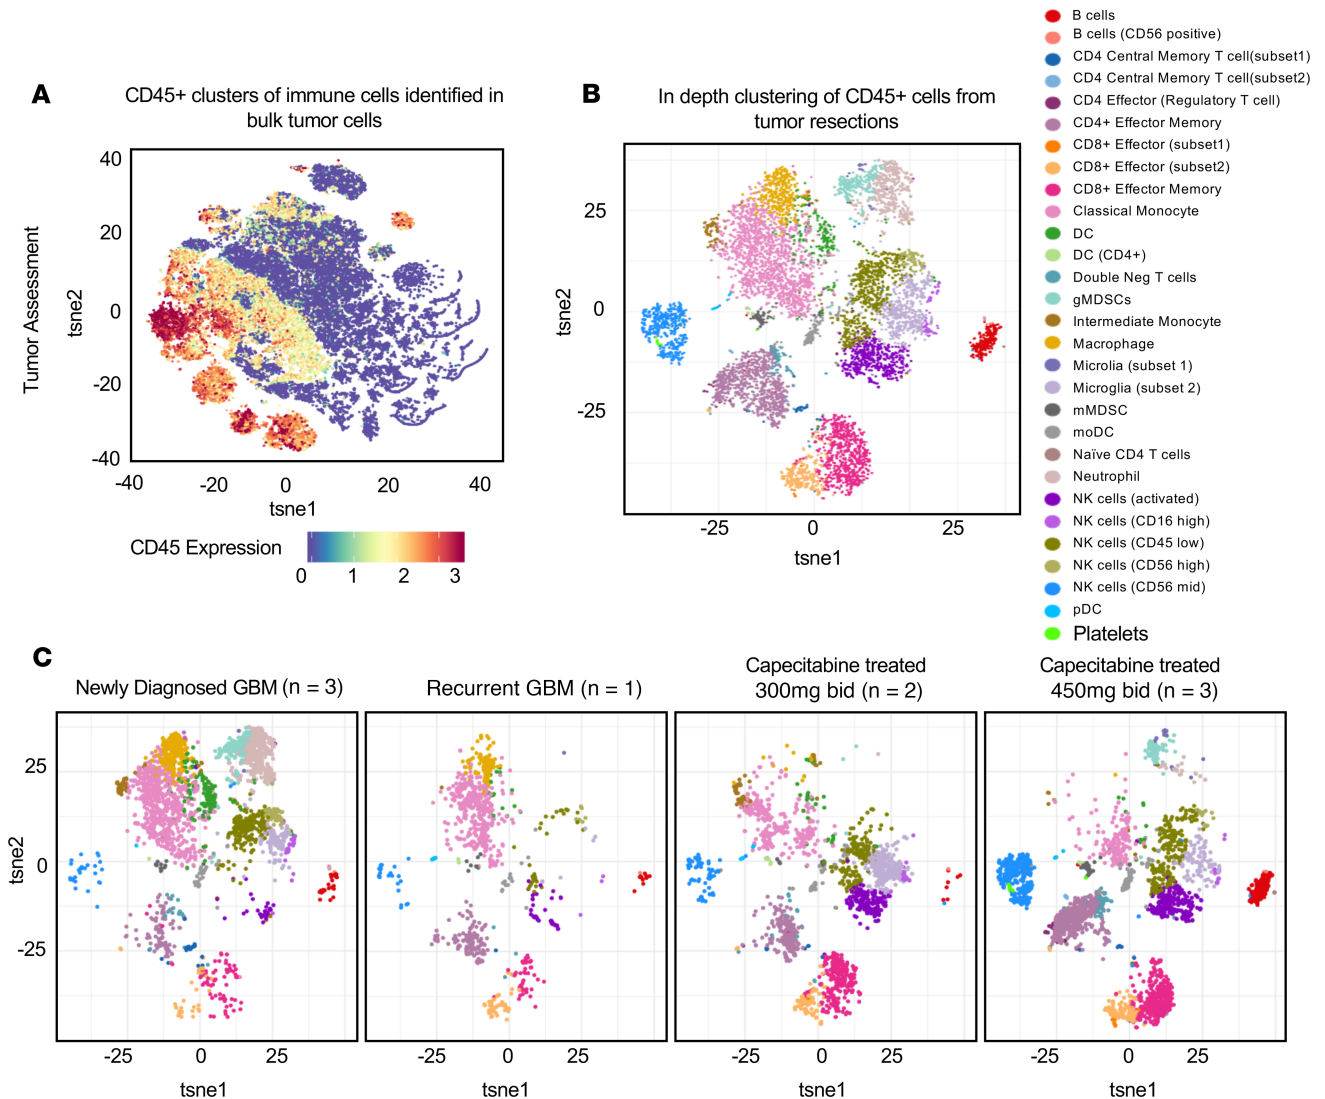 A
CD45+ clusters of immune cells identified in
bulk tumor cells
Tumor Assessment
tsne2
40
20
0
-20
-40
-40
-20
0
20
40
tsne1
CD45 Expression
0
1
2
3
B
In depth clustering of CD45+ cells from
tumor resections
tsne2
25
0
-25
-25
0
25
tsne1
B cells
B cells (CD56 positive)
CD4 Central Memory T cell(subset1)
CD4 Central Memory T cell(subset2)
CD4 Effector (Regulatory T cell)
CD4+ Effector Memory
CD8+ Effector (subset1)
CD8+ Effector (subset2)
CD8+ Effector Memory
Classical Monocyte
DC
DC (CD4+)
Double Neg T cells
gMDSCs
Intermediate Monocyte
Macrophage
Microlia (subset 1)
Microglia (subset 2)
mMDSC
moDC
Naïve CD4 T cells
Neutrophil
NK cells (activated)
NK cells (CD16 high)
NK cells (CD45 low)
NK cells (CD56 high)
NK cells (CD56 mid)
pDC
Platelets
C
Newly Diagnosed GBM (n = 3)
Recurrent GBM (n = 1)
Capecitabine treated
300mg bid (n = 2)
Capecitabine treated
450mg bid (n = 3)
tsne2
25
0
-25
-25
0
25
tsne1
-25
0
25
tsne1
-25
0
25
tsne1
-25
0
25
tsne1